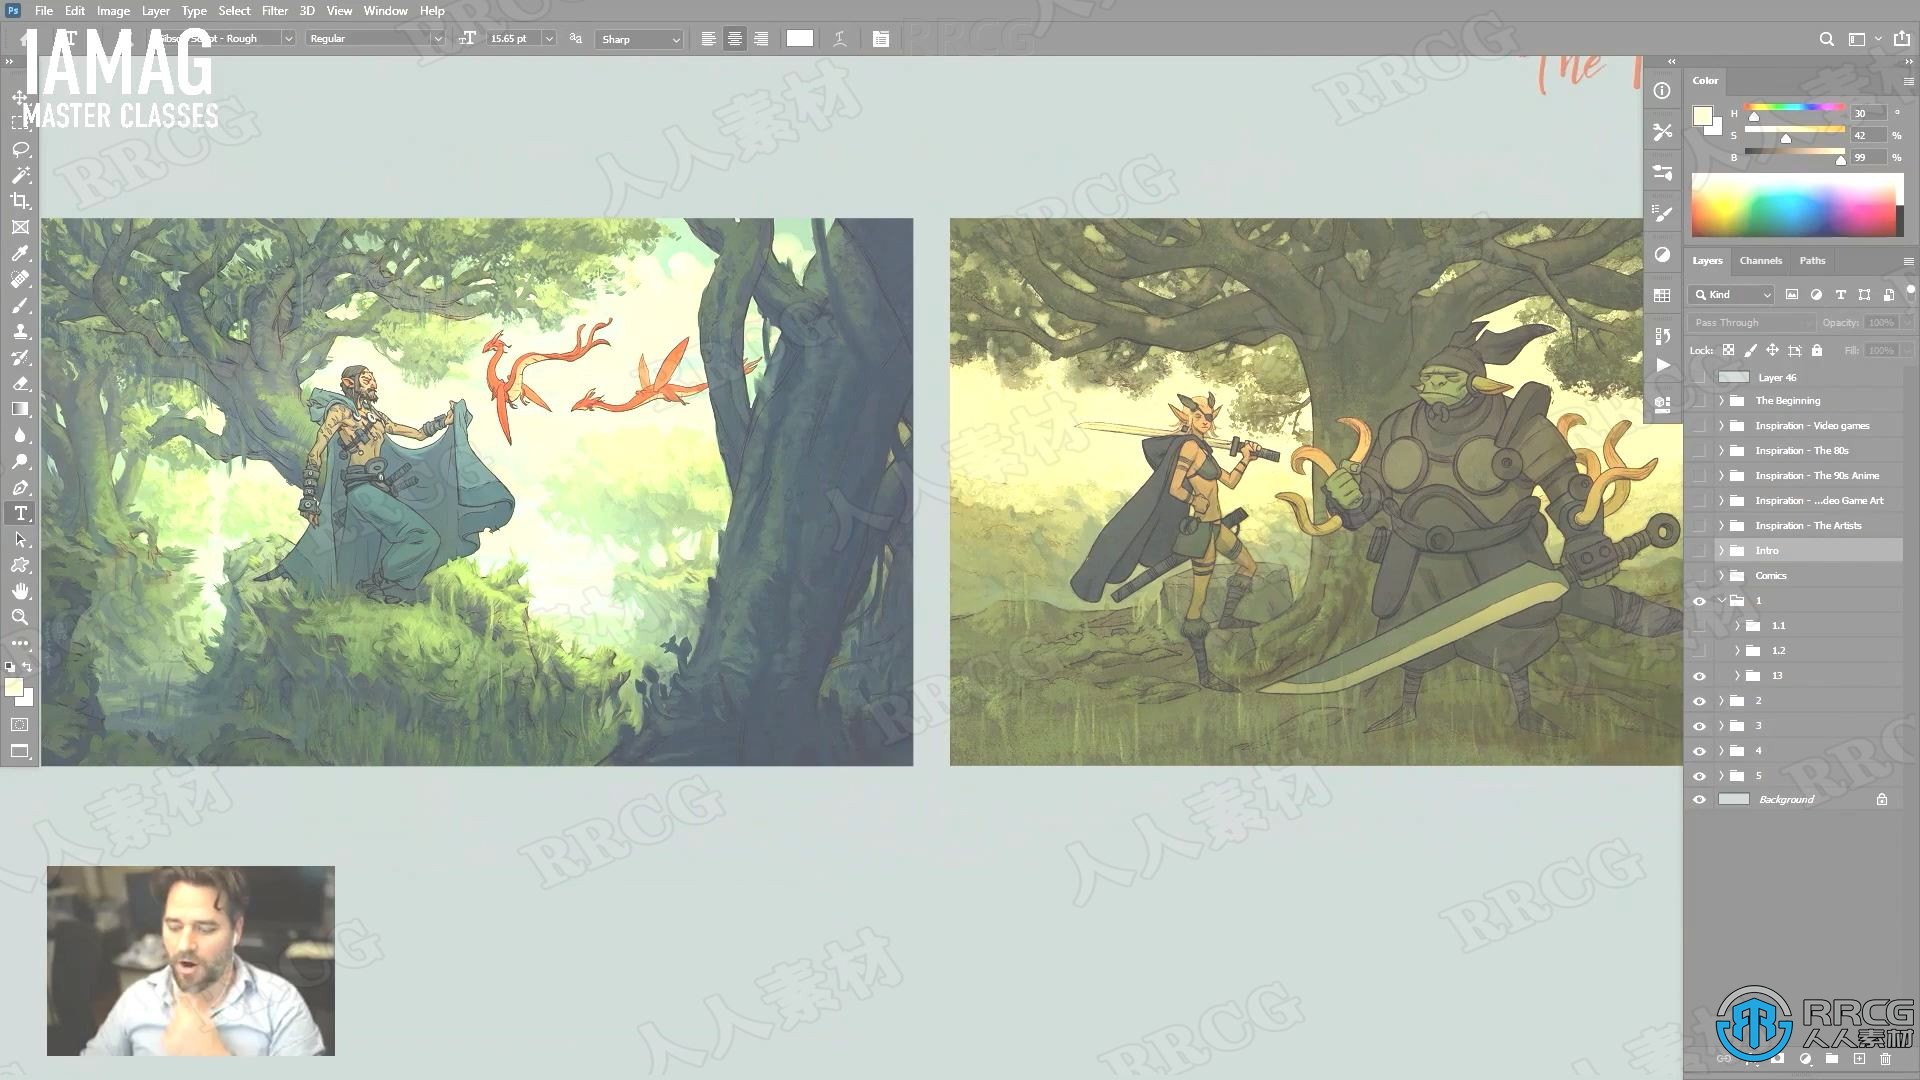 Ps File Edit Image Layer Type Select Filter 3D View Window Help
Script - Rough Regular 15.65 pt Sharp
IAMAG
MASTER CLASSES
The
Color
H 30 °
S 42 %
B 99 %
Layers Channels Paths
Kind
Pass Through Opacity: 100%
Lock: Fill: 100%
Layer 46
The Beginning
Inspiration - Video games
Inspiration - The 80s
Inspiration - The 90s Anime
Inspiration - ...deo Game Art
Inspiration - The Artists
Intro
Comics
1
1.1
1.2
13
2
3
4
5
Background
RRCG
人人素材